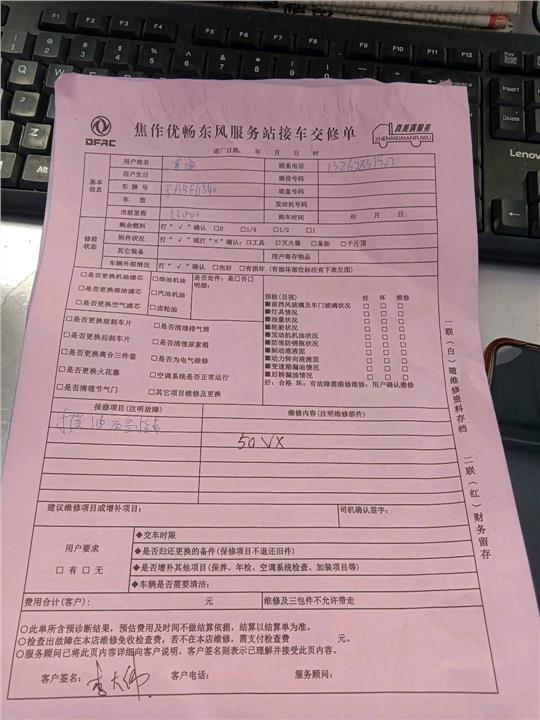 DFAC
焦作优畅东风服务站接车交修单
真美满服务
ZHENMEIMANFUWU
进厂日期： 年 月 日 时
基本信息
用户姓名
联系电话
用户生日
微信号码
车牌号
底盘号码
车型
发动机号
当前里程
购车时间 年 月 日
修前状态
剩余燃料 打“√”确认 □0 □1/4 □1/2 □1
附件状况 打“√”或打“×”确认：□工具 □灭火器 □备胎 □千斤顶
其它装备
用户寄存物品
车辆外部情况 打“√”确认 □完好 □有损（有损部位标注有下表左图）
□是否更换机油滤芯 □柴油机油
□是否更换柴油滤芯 □汽油机油
□是否更换空气滤芯 □齿轮油
是否完件：是□否□
明细：
□是否更换前刹车片 □是否清理排气筒
□是否更换后刹车片 □是否清理尿素箱
□是否更换离合三件套 □是否为电气维修
□是否更换火花塞 □空调系统是否正常运行
□是否清理节气门 □其它项目维修及更换
预检(目视) 好 坏 维修
■前挡风玻璃及车门玻璃状况 □ □ □
■灯具情况 □ □ □
■油量状况 □ □ □
■轮胎状况 □ □ □
■发动机机油状况 □ □ □
■防冻防锈瓶状况 □ □ □
■制动液液面 □ □ □
■动力转向液液面 □ □ □
■变速箱漏油情况 □ □ □
■后桥漏油情况 □ □ □
好：合格 坏：有故障需维修维修：用户确认维修
报修项目（注明故障）
维修内容（注明维修部件）
50VX
建议维修项目或增补项目：
司机确认签字：
用户要求
□有□无
◆交车时限
◆是否归还更换的备件(保修项目不退还旧件)
◆是否增补其他项目(保养、年检、空调系统检查、加装项目等)
◆车辆是否需要清洁：
费用合计(客户)： 元
维修及三包件不允许带走
○此单所含预诊断结果，预估费用及时间不做结算依据，结算以结算单为准。
○检查出故障在本店维修免收检查费，若不在本店维修，需支付检查费 元。
○服务顾问已将此页内容详细向客户说明，客户签名则表示已理解并接受此页内容。
客户签名：
客户电话：
服务顾问：
一联（白）随维修资料存档
二联（红）财务留存
Lenovo